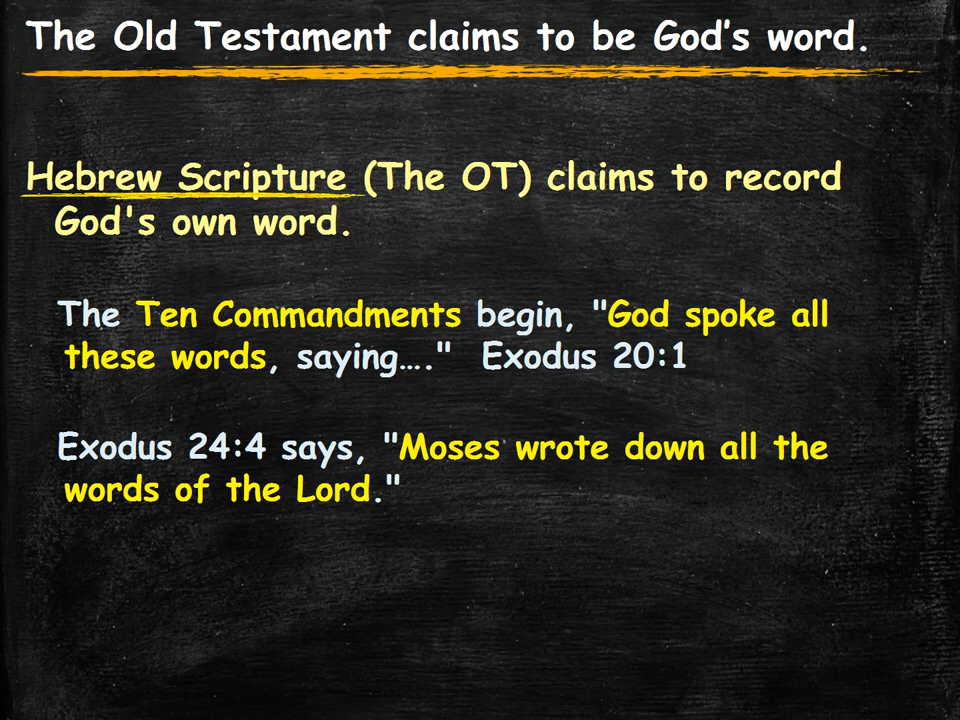 The Old Testament claims to be God’s word.
Hebrew Scripture (The OT) claims to record
God's own word.
The Ten Commandments begin, "God spoke all
these words, saying…." Exodus 20:1
Exodus 24:4 says, "Moses wrote down all the
words of the Lord."